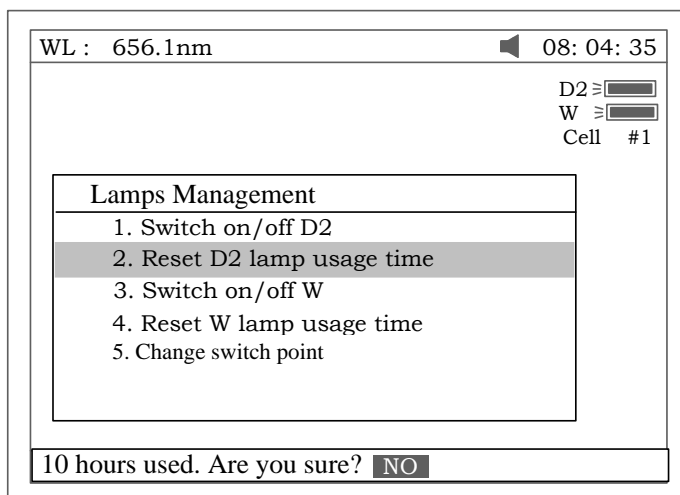 WL : 656.1nm 08: 04: 35
D2
W
Cell #1
Lamps Management
1. Switch on/off D2
2. Reset D2 lamp usage time
3. Switch on/off W
4. Reset W lamp usage time
5. Change switch point
10 hours used. Are you sure? NO